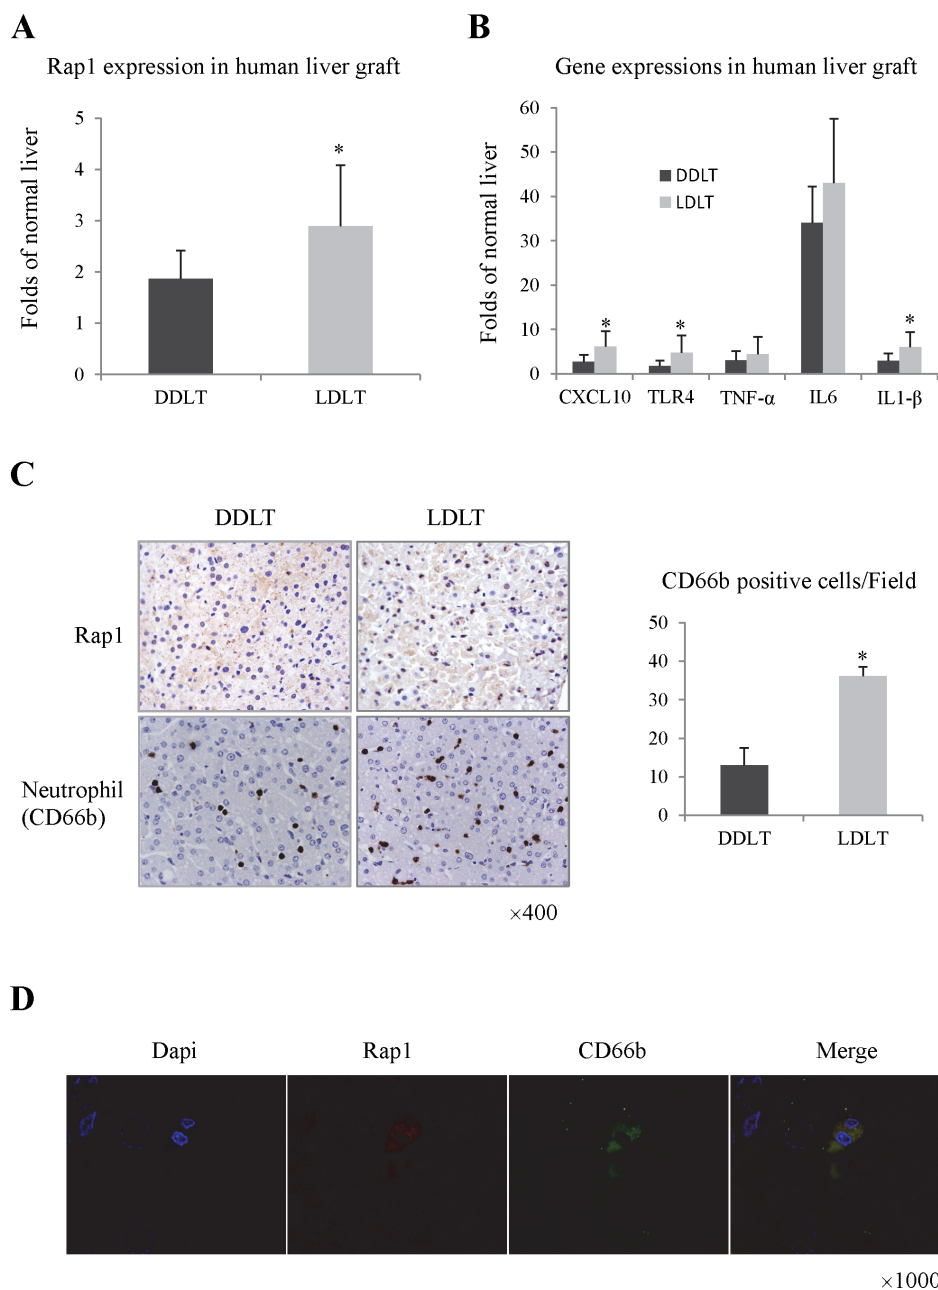 A
Rap1 expression in human liver graft
Folds of normal liver
5
4
3
2
1
0
*
DDLT
LDLT
B
Gene expressions in human liver graft
Folds of normal liver
60
50
40
30
20
10
0
DDLT
LDLT
*
*
*
CXCL10
TLR4
TNF-α
IL6
IL1-β
C
DDLT
LDLT
Rap1
Neutrophil
(CD66b)
×400
CD66b positive cells/Field
50
40
30
20
10
0
*
DDLT
LDLT
D
Dapi
Rap1
CD66b
Merge
×1000